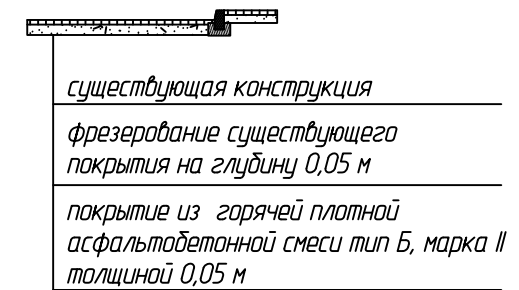 существующая конструкция
фрезерование существующего
покрытия на глубину 0,05 м
покрытие из горячей плотной
асфальтобетонной смеси тип Б, марка II
толщиной 0,05 м